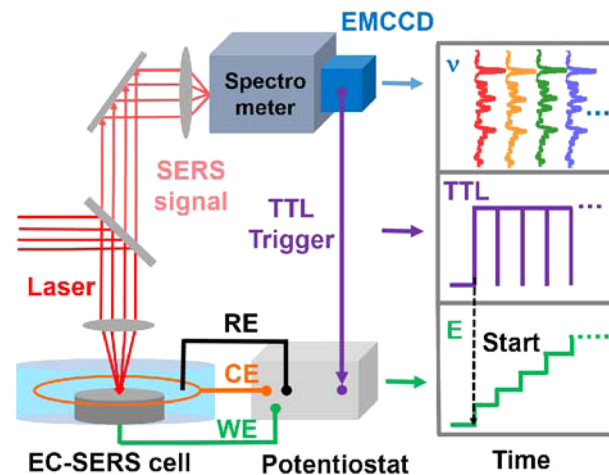 EMCCD
Spectro
meter
ν
SERS
signal
TTL
Trigger
TTL
Laser
RE
CE
WE
E
Start
EC-SERS cell
Potentiostat
Time